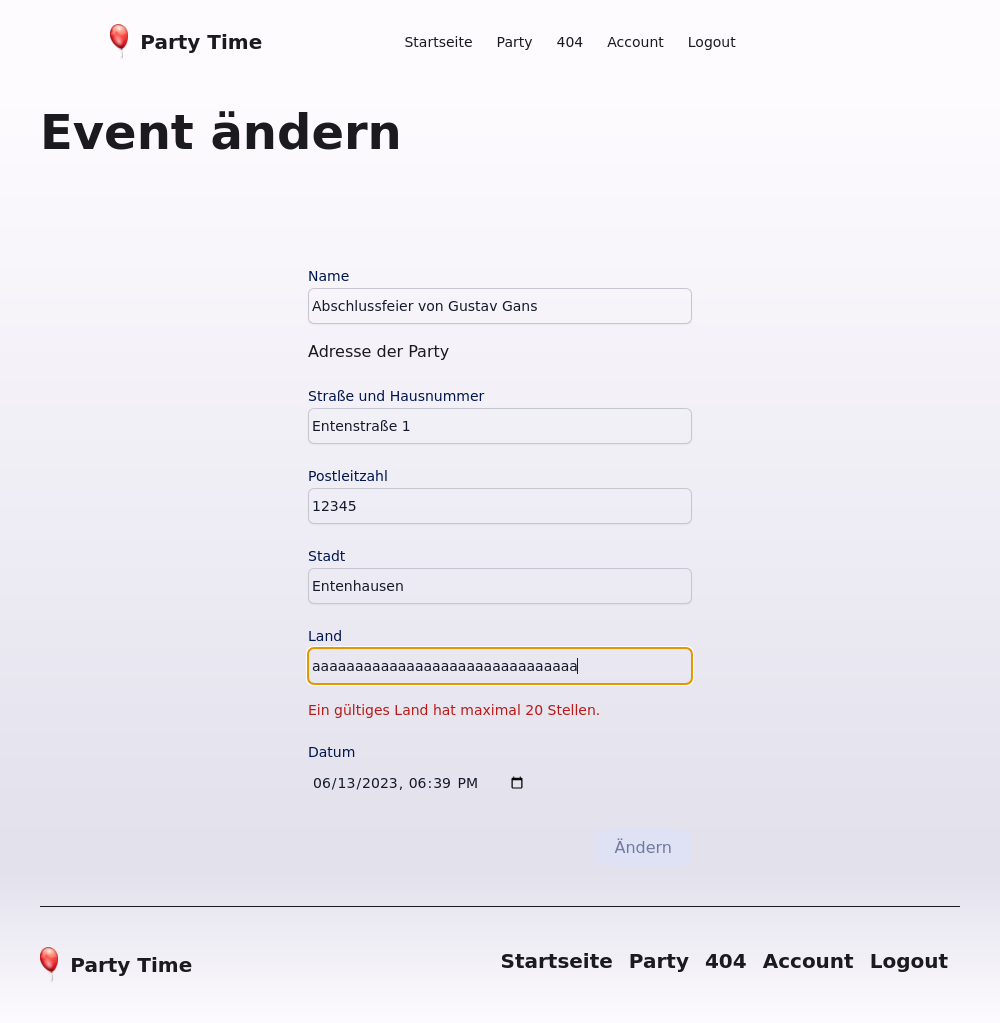 Party Time
Startseite Party 404 Account Logout
Event ändern
Name
Abschlussfeier von Gustav Gans
Adresse der Party
Straße und Hausnummer
Entenstraße 1
Postleitzahl
12345
Stadt
Entenhausen
Land
aaaaaaaaaaaaaaaaaaaaaaaaaaaaaaa
Ein gültiges Land hat maximal 20 Stellen.
Datum
06/13/2023, 06:39 PM
Ändern
Party Time
Startseite Party 404 Account Logout